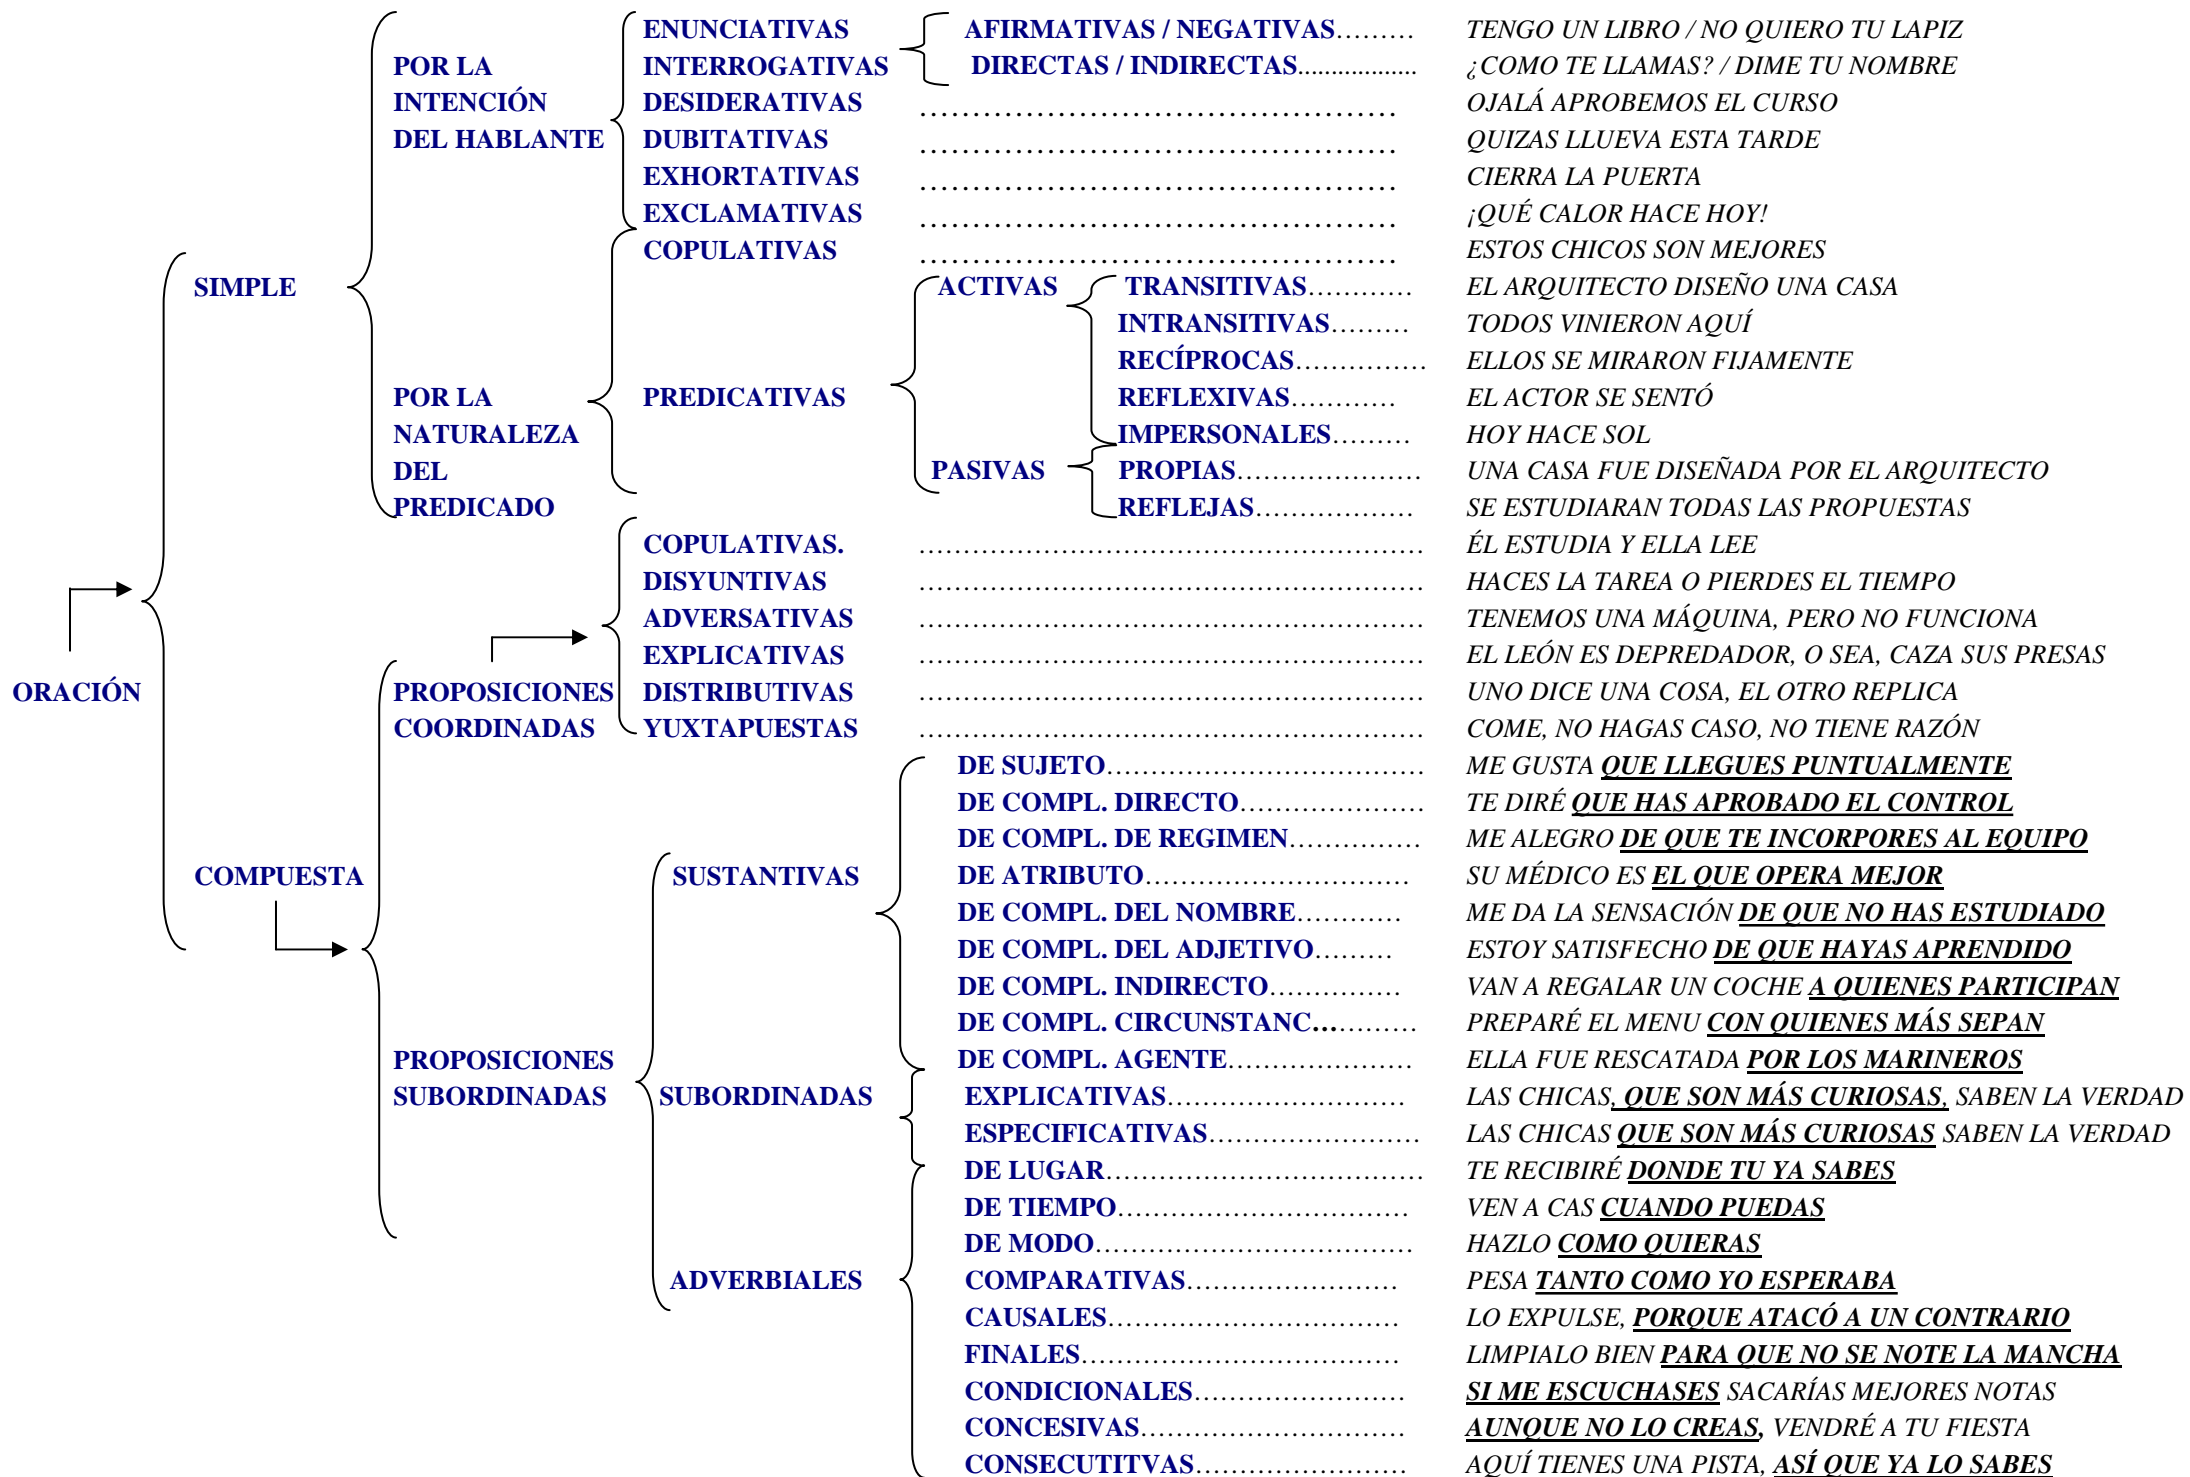 ENUNCIATIVAS AFIRMATIVAS / NEGATIVAS……… TENGO UN LIBRO / NO QUIERO TU LAPIZ
POR LA INTERROGATIVAS DIRECTAS / INDIRECTAS.................. ¿COMO TE LLAMAS? / DIME TU NOMBRE
INTENCIÓN DESIDERATIVAS ……………………………………………… OJALÁ APROBEMOS EL CURSO
DEL HABLANTE DUBITATIVAS ……………………………………………… QUIZAS LLUEVA ESTA TARDE
EXHORTATIVAS ……………………………………………… CIERRA LA PUERTA
EXCLAMATIVAS ……………………………………………… ¡QUÉ CALOR HACE HOY!
COPULATIVAS ……………………………………………… ESTOS CHICOS SON MEJORES
SIMPLE ACTIVAS TRANSITIVAS………… EL ARQUITECTO DISEÑO UNA CASA
INTRANSITIVAS……… TODOS VINIERON AQUÍ
RECÍPROCAS…………… ELLOS SE MIRARON FIJAMENTE
POR LA PREDICATIVAS REFLEXIVAS………… EL ACTOR SE SENTÓ
NATURALEZA IMPERSONALES……… HOY HACE SOL
DEL PASIVAS PROPIAS………………… UNA CASA FUE DISEÑADA POR EL ARQUITECTO
PREDICADO REFLEJAS……………… SE ESTUDIARAN TODAS LAS PROPUESTAS
COPULATIVAS. ………………………………………………… ÉL ESTUDIA Y ELLA LEE
DISYUNTIVAS ………………………………………………… HACES LA TAREA O PIERDES EL TIEMPO
ADVERSATIVAS ………………………………………………… TENEMOS UNA MÁQUINA, PERO NO FUNCIONA
EXPLICATIVAS ………………………………………………… EL LEÓN ES DEPREDADOR, O SEA, CAZA SUS PRESAS
ORACIÓN PROPOSICIONES DISTRIBUTIVAS ………………………………………………… UNO DICE UNA COSA, EL OTRO REPLICA
COORDINADAS YUXTAPUESTAS ………………………………………………… COME, NO HAGAS CASO, NO TIENE RAZÓN
DE SUJETO……………………………… ME GUSTA QUE LLEGUES PUNTUALMENTE
DE COMPL. DIRECTO………………… TE DIRÉ QUE HAS APROBADO EL CONTROL
DE COMPL. DE REGIMEN…………… ME ALEGRO DE QUE TE INCORPORES AL EQUIPO
COMPUESTA SUSTANTIVAS DE ATRIBUTO………………………… SU MÉDICO ES EL QUE OPERA MEJOR
DE COMPL. DEL NOMBRE………… ME DA LA SENSACIÓN DE QUE NO HAS ESTUDIADO
DE COMPL. DEL ADJETIVO……… ESTOY SATISFECHO DE QUE HAYAS APRENDIDO
DE COMPL. INDIRECTO…………… VAN A REGALAR UN COCHE A QUIENES PARTICIPAN
DE COMPL. CIRCUNSTANC………… PREPARÉ EL MENU CON QUIENES MÁS SEPAN
PROPOSICIONES DE COMPL. AGENTE………………… ELLA FUE RESCATADA POR LOS MARINEROS
SUBORDINADAS SUBORDINADAS EXPLICATIVAS……………………… LAS CHICAS, QUE SON MÁS CURIOSAS, SABEN LA VERDAD
ESPECIFICATIVAS…………………… LAS CHICAS QUE SON MÁS CURIOSAS SABEN LA VERDAD
DE LUGAR……………………………… TE RECIBIRÉ DONDE TU YA SABES
DE TIEMPO…………………………… VEN A CAS CUANDO PUEDAS
DE MODO……………………………… HAZLO COMO QUIERAS
ADVERBIALES COMPARATIVAS…………………… PESA TANTO COMO YO ESPERABA
CAUSALES…………………………… LO EXPULSE, PORQUE ATACÓ A UN CONTRARIO
FINALES……………………………… LIMPIALO BIEN PARA QUE NO SE NOTE LA MANCHA
CONDICIONALES…………………… SI ME ESCUCHASES SACARÍAS MEJORES NOTAS
CONCESIVAS………………………… AUNQUE NO LO CREAS, VENDRÉ A TU FIESTA
CONSECUTITVAS…………………… AQUÍ TIENES UNA PISTA, ASÍ QUE YA LO SABES